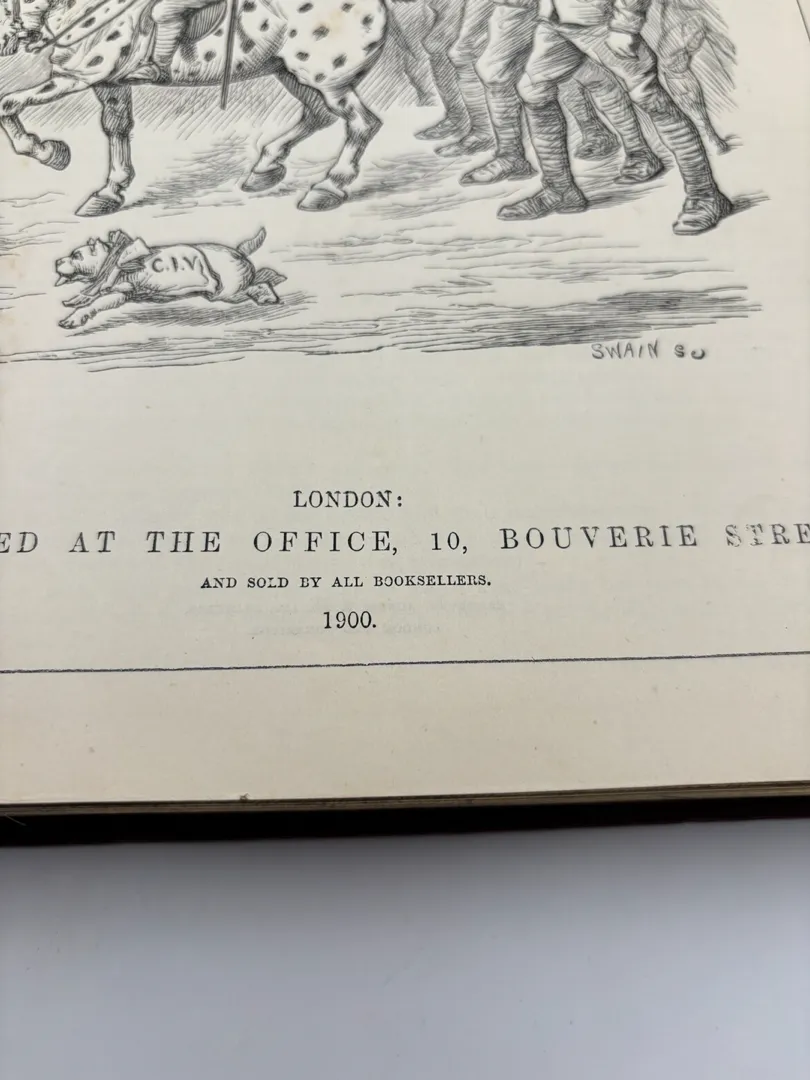 C.I.V.
SWAIN Sc
LONDON:
ED AT THE OFFICE, 10, BOUVERIE STRE
AND SOLD BY ALL BOOKSELLERS.
1900.